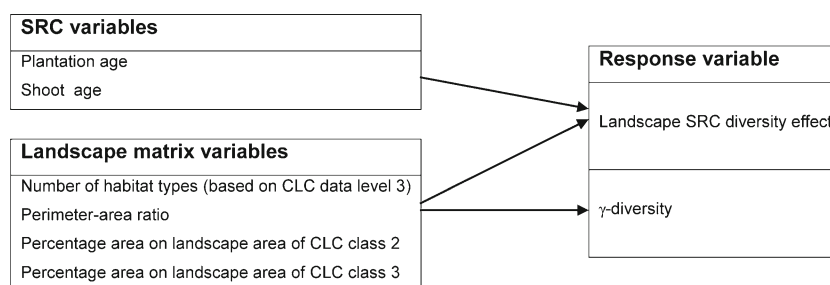 SRC variables
Plantation age
Shoot age
Landscape matrix variables
Number of habitat types (based on CLC data level 3)
Perimeter-area ratio
Percentage area on landscape area of CLC class 2
Percentage area on landscape area of CLC class 3
Response variable
Landscape SRC diversity effect
γ-diversity